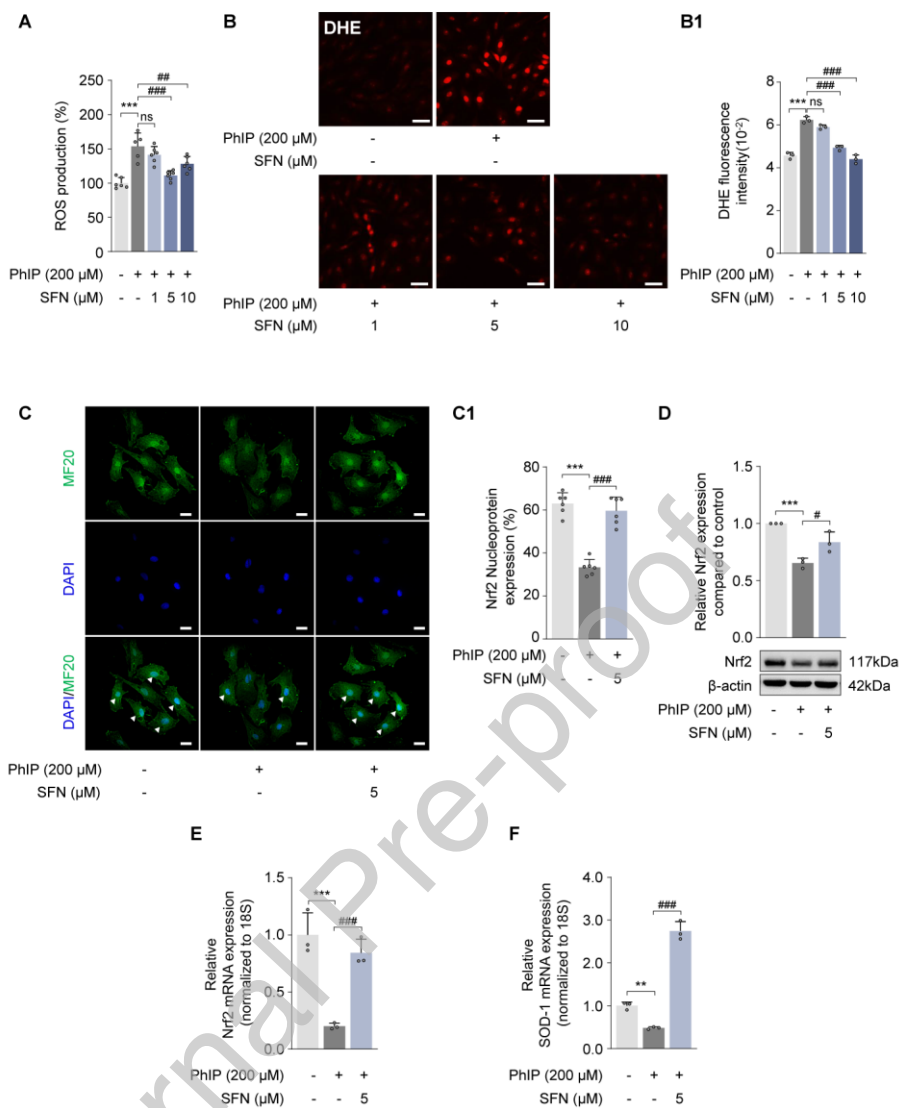 A
B
B1
ROS production (%)
250
200
150
100
50
0
***
ns
###
##
PhIP (200 µM) - + + + +
SFN (µM) - - 1 5 10
DHE
PhIP (200 µM) - +
SFN (µM) - -
PhIP (200 µM) + + +
SFN (µM) 1 5 10
DHE fluorescence
intensity(10⁻²)
8
6
4
2
0
*** ns
###
###
PhIP (200 µM) - + + + +
SFN (µM) - - 1 5 10
C
C1
D
MF20
DAPI
DAPI/MF20
PhIP (200 µM) - + +
SFN (µM) - - 5
Nrf2 Nucleoprotein
expression (%)
80
60
40
20
0
***
###
PhIP (200 µM) - + +
SFN (µM) - - 5
Relative Nrf2 expression
compared to control
1.5
1.0
0.5
0.0
***
#
Nrf2 117kDa
β-actin 42kDa
PhIP (200 µM) - + +
SFN (µM) - - 5
E
F
Relative
Nrf2 mRNA expression
(normalized to 18S)
1.5
1.0
0.5
0.0
***
###
PhIP (200 µM) - + +
SFN (µM) - - 5
Relative
SOD-1 mRNA expression
(normalized to 18S)
4.0
3.0
2.0
1.0
0.0
**
###
PhIP (200 µM) - + +
SFN (µM) - - 5
rnal Pre-proof